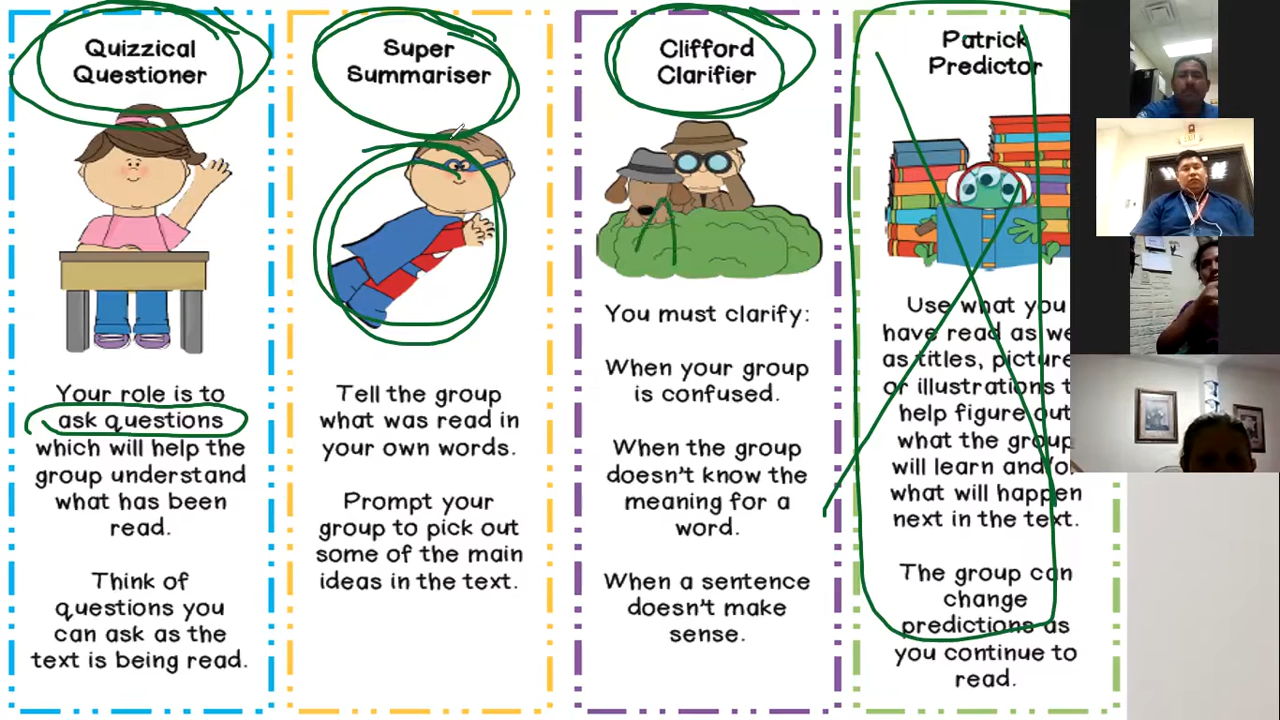 Quizzical
Questioner
Your role is to
ask questions
which will help the
group understand
what has been
read.
Think of
questions you
can ask as the
text is being read.
Super
Summariser
Tell the group
what was read in
your own words.
Prompt your
group to pick out
some of the main
ideas in the text.
Clifford
Clarifier
You must clarify:
When your group
is confused.
When the group
doesn't know the
meaning for a
word.
When a sentence
doesn't make
sense.
Patrick
Predictor
Use what you
have read as
as titles,
or illustrations
help figure out
what the group
will learn and/or
what will happen
next in the text.
The group can
change
predictions as
you continue to
read.